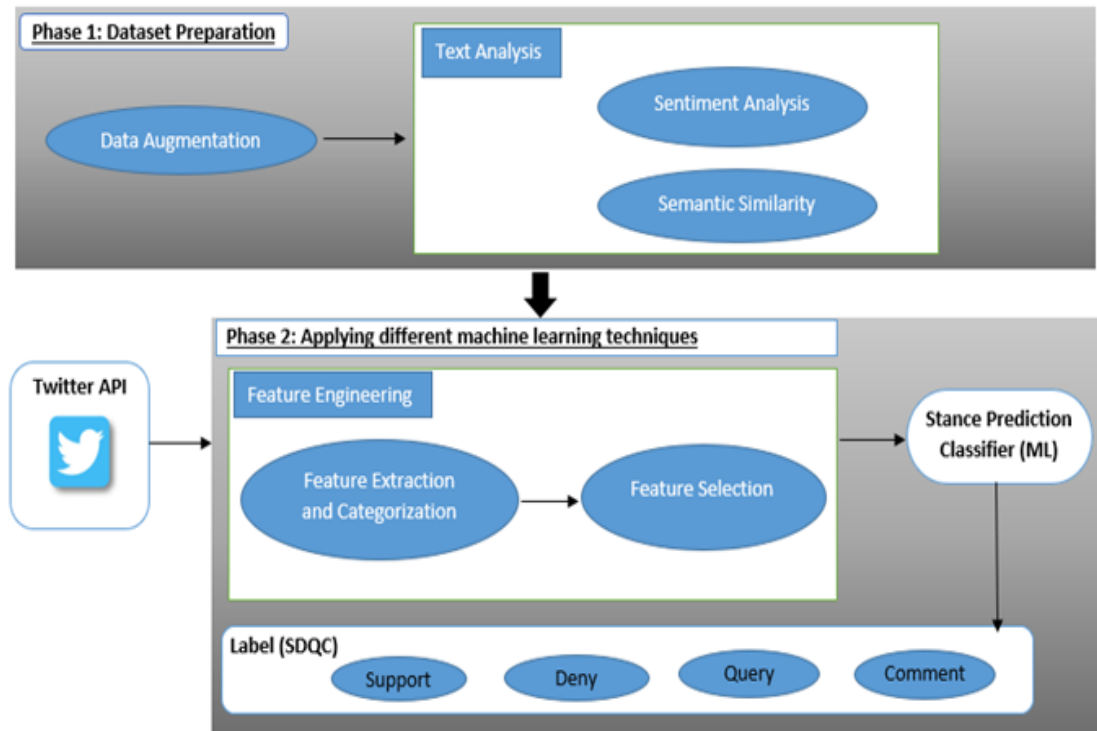 Phase 1: Dataset Preparation
Text Analysis
Data Augmentation
Sentiment Analysis
Semantic Similarity
Phase 2: Applying different machine learning techniques
Twitter API
Feature Engineering
Feature Extraction
and Categorization
Feature Selection
Stance Prediction
Classifier (ML)
Label (SDQC)
Support
Deny
Query
Comment